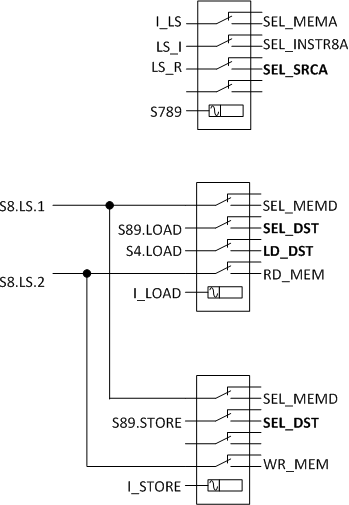 I_LS SEL_MEMA
LS_I SEL_INSTR8A
LS_R SEL_SRCA
S789
S8.LS.1 SEL_MEMD
S89.LOAD SEL_DST
S4.LOAD LD_DST
S8.LS.2 RD_MEM
I_LOAD
SEL_MEMD
S89.STORE SEL_DST
WR_MEM
I_STORE